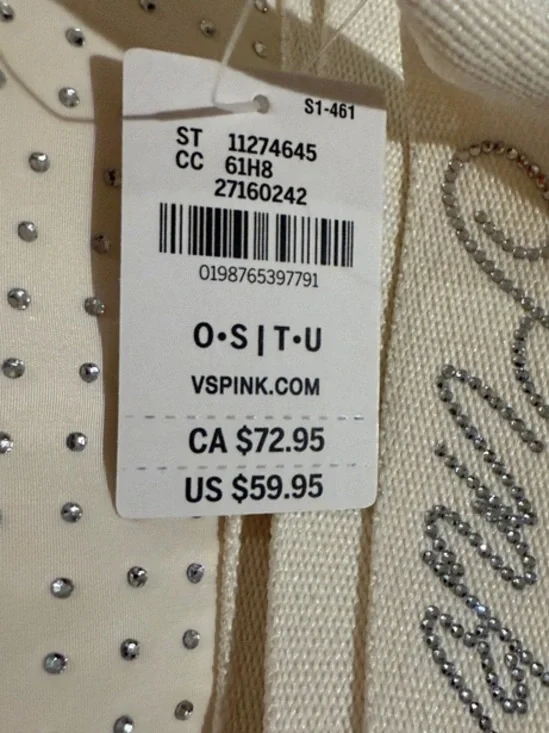 S1-461
ST 11274645
CC 61H8
27160242
0198765397791
O•S|T•U
VSPINK.COM
CA $72.95
US $59.95